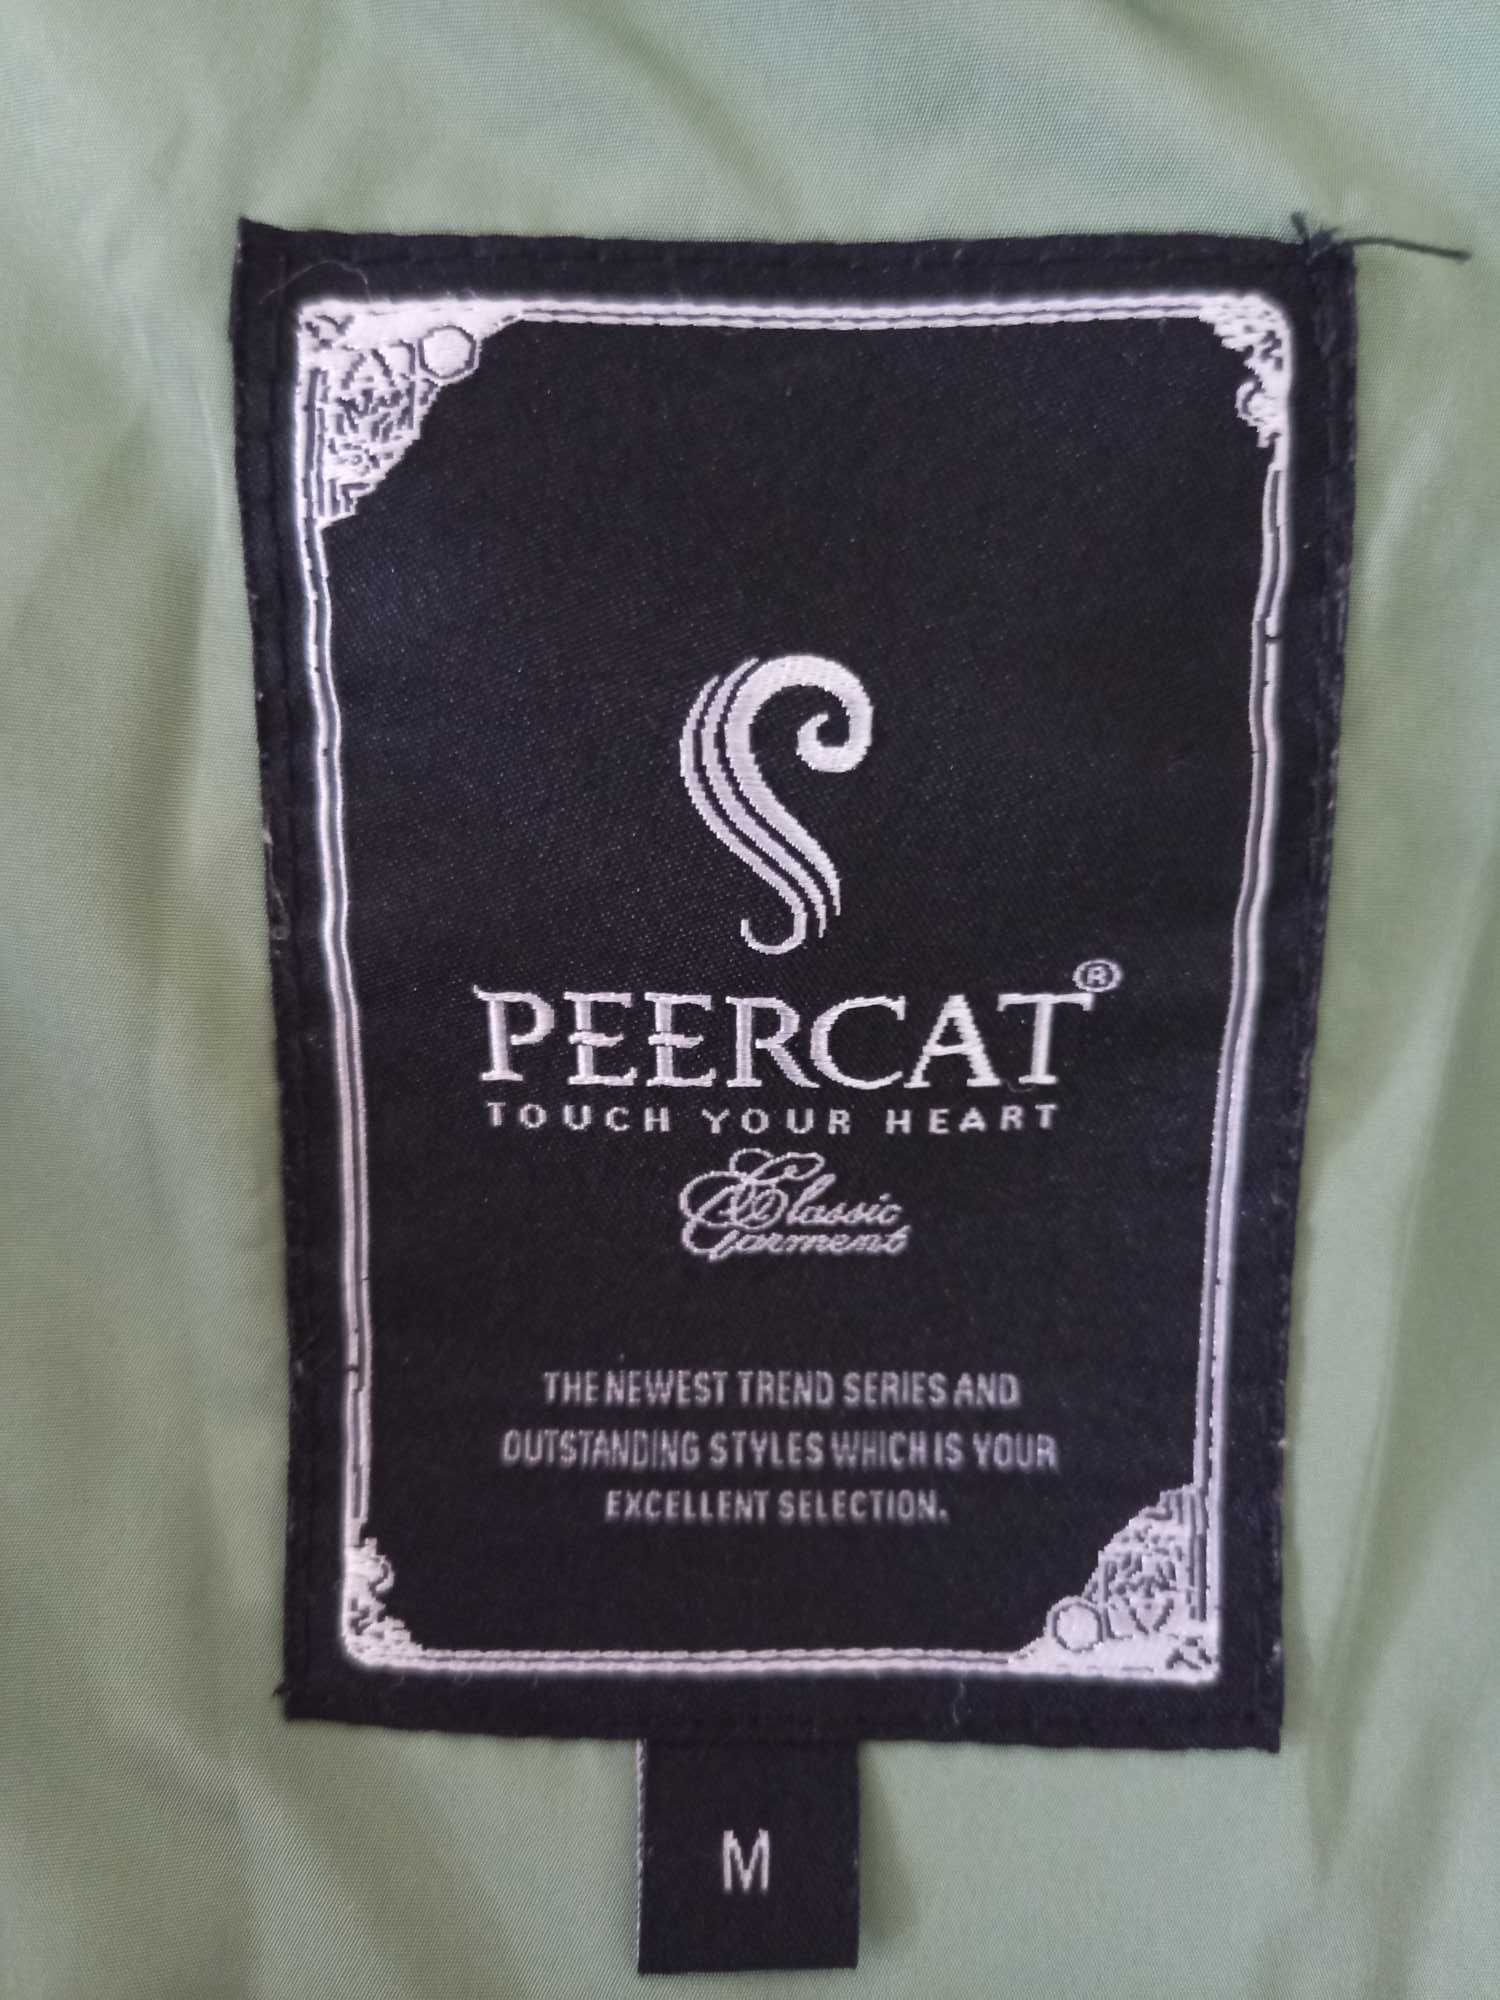 PEERCAT®
TOUCH YOUR HEART
Classic
Garment
THE NEWEST TREND SERIES AND
OUTSTANDING STYLES WHICH IS YOUR
EXCELLENT SELECTION.
M